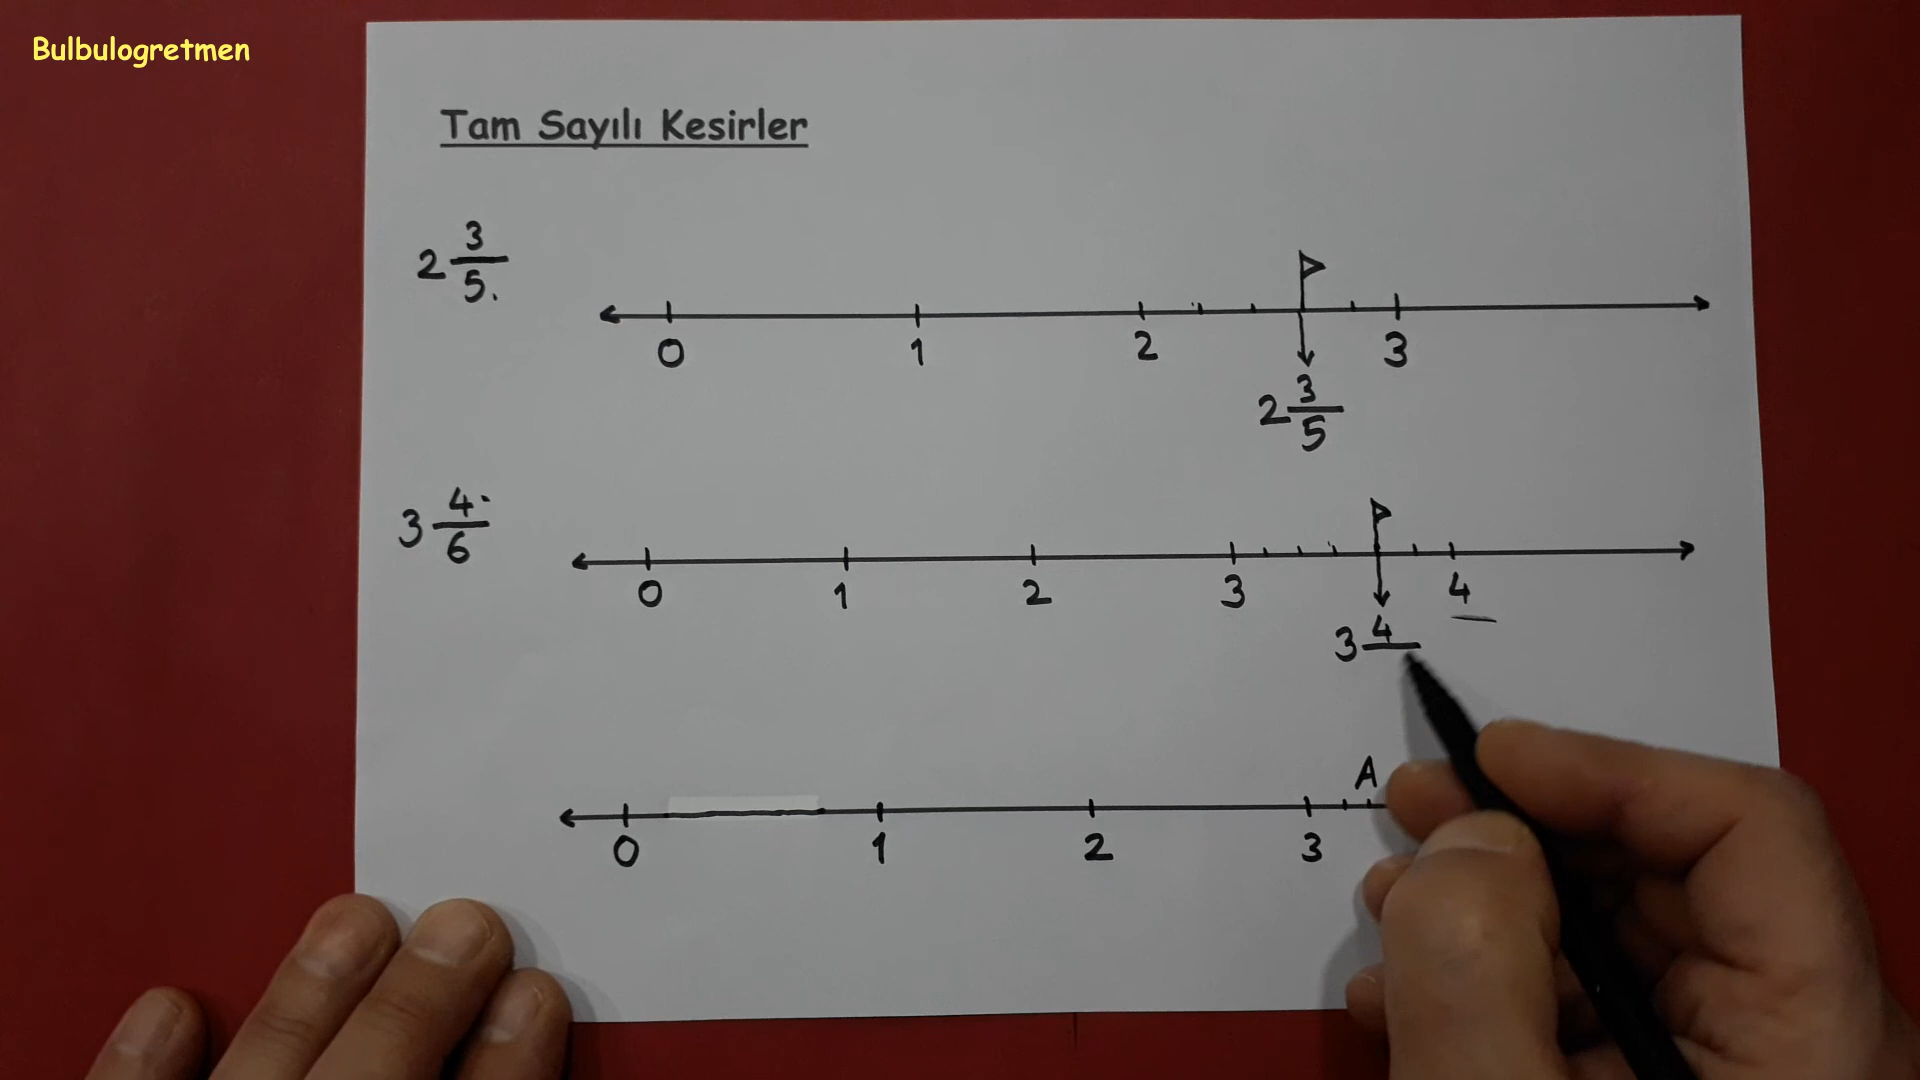 Bulbulogretmen
Tam Sayılı Kesirler
2 3/5.
0 1 2 3
2 3/5
3 4/6
0 1 2 3 4
3 4/
A
0 1 2 3